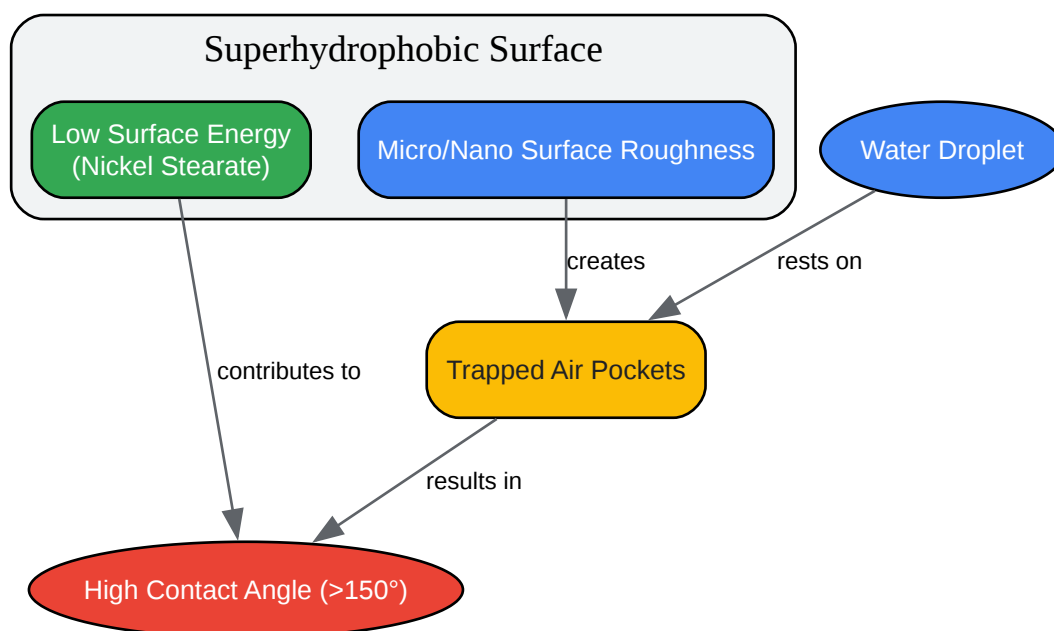 Superhydrophobic Surface
Low Surface Energy
(Nickel Stearate)
Micro/Nano Surface Roughness
Water Droplet
creates
rests on
contributes to
Trapped Air Pockets
results in
High Contact Angle (>150°)